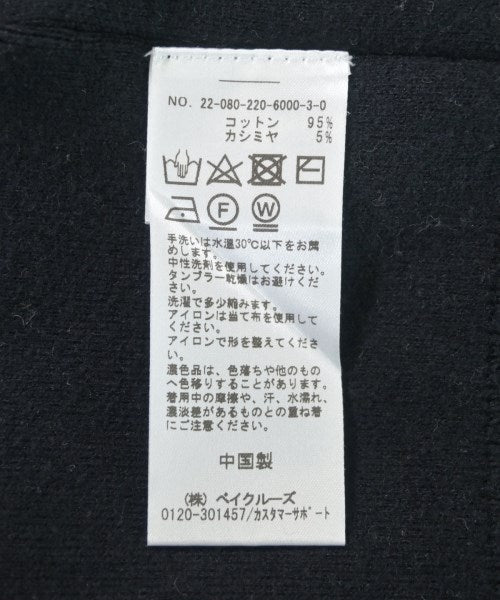 NO. 22-080-220-6000-3-0
コットン 95%
カシミヤ 5%
F W
手洗いは水温30℃以下をお薦
めします。
中性洗剤を使用してください。
タンブラー乾燥はお避けくださ
い。
洗濯で多少縮みます。
アイロンは当て布を使用して
ください。
アイロンで形を整えてくださ
い。
濃色品は、色落ちや他のもの
へ色移りすることがあります。
着用中の摩擦や、汗、水濡れ、
濃淡差があるものとの重ね着
にご注意ください。
中国製
(株) ベイクルーズ
0120-301457/カスタマーサポート